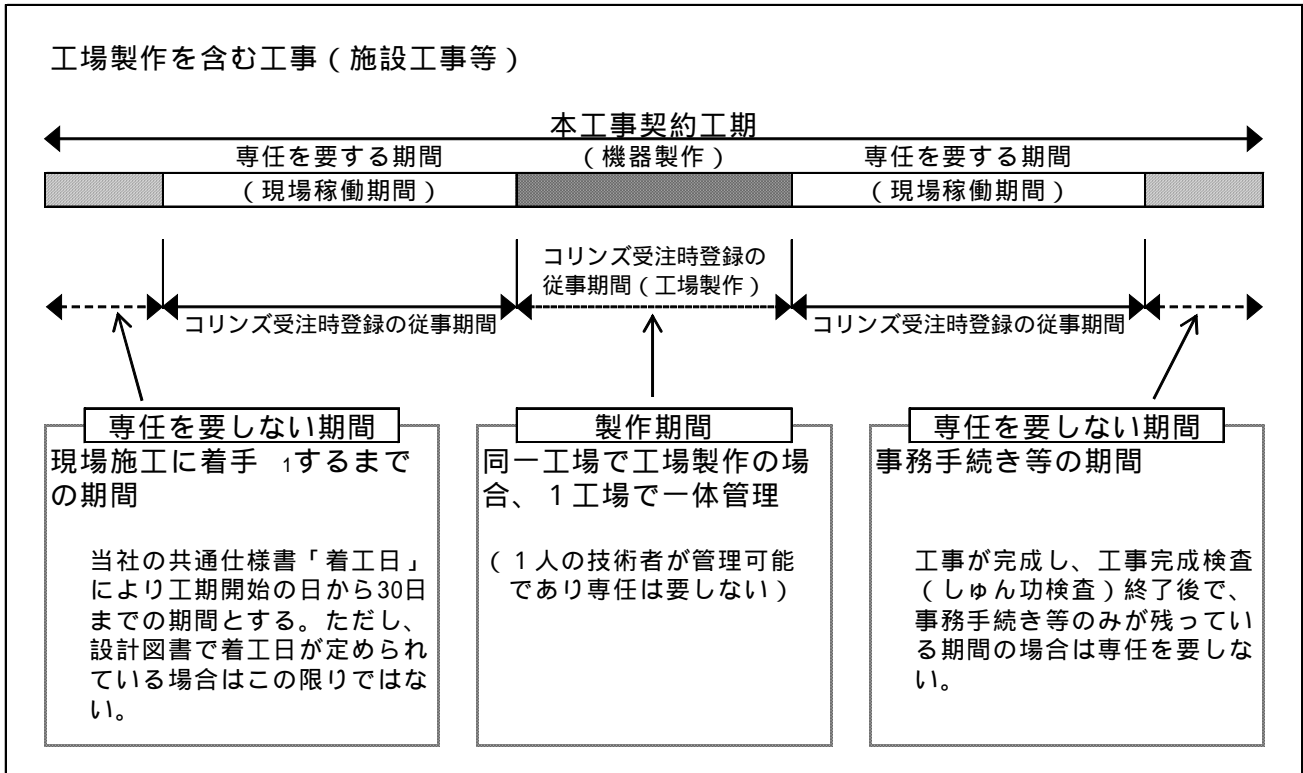 工場製作を含む工事（施設工事等）
本工事契約工期
専任を要する期間
（機器製作）
専任を要する期間
（現場稼働期間）
（現場稼働期間）
コリンズ受注時登録の
従事期間（工場製作）
コリンズ受注時登録の従事期間
コリンズ受注時登録の従事期間
専任を要しない期間
現場施工に着手 1するまで
の期間
当社の共通仕様書「着工日」
により工期開始の日から30日
までの期間とする。ただし、
設計図書で着工日が定められ
ている場合はこの限りではな
い。
製作期間
同一工場で工場製作の場
合、１工場で一体管理
（１人の技術者が管理可能
であり専任は要しない）
専任を要しない期間
事務手続き等の期間
工事が完成し、工事完成検査
（しゅん功検査）終了後で、
事務手続き等のみが残ってい
る期間の場合は専任を要しな
い。